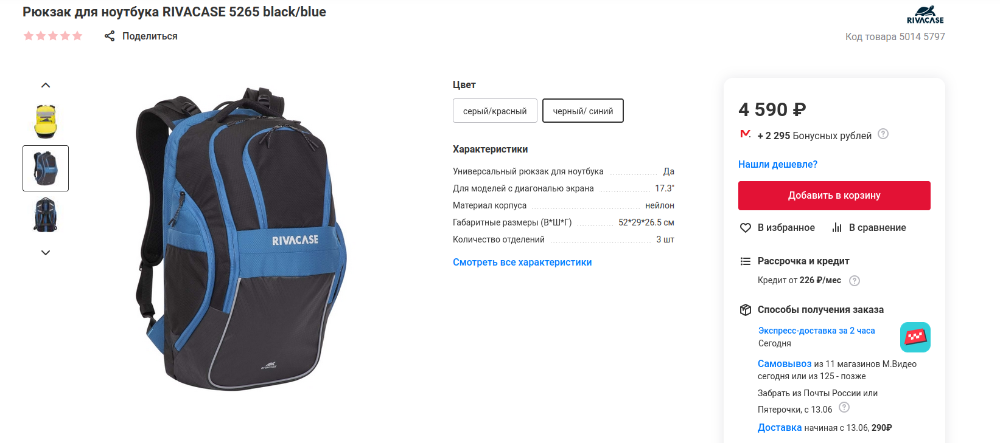 Рюкзак для ноутбука RIVACASE 5265 black/blue
Поделиться
RIVACASE
Код товара 5014 5797
RIVACASE
RIVACASE
Цвет
серый/красный
черный/ синий
Характеристики
Универсальный рюкзак для ноутбука Да
Для моделей с диагональю экрана 17.3"
Материал корпуса нейлон
Габаритные размеры (В*Ш*Г) 52*29*26.5 см
Количество отделений 3 шт
Смотреть все характеристики
4 590 ₽
+ 2 295 Бонусных рублей ?
Нашли дешевле?
Добавить в корзину
В избранное
В сравнение
Рассрочка и кредит
Кредит от 226 ₽/мес ?
Способы получения заказа
Экспресс-доставка за 2 часа
Сегодня
Самовывоз из 11 магазинов М.Видео
сегодня или из 125 - позже
Забрать из Почты России или
Пятерочки, с 13.06 ?
Доставка начиная с 13.06, 290₽